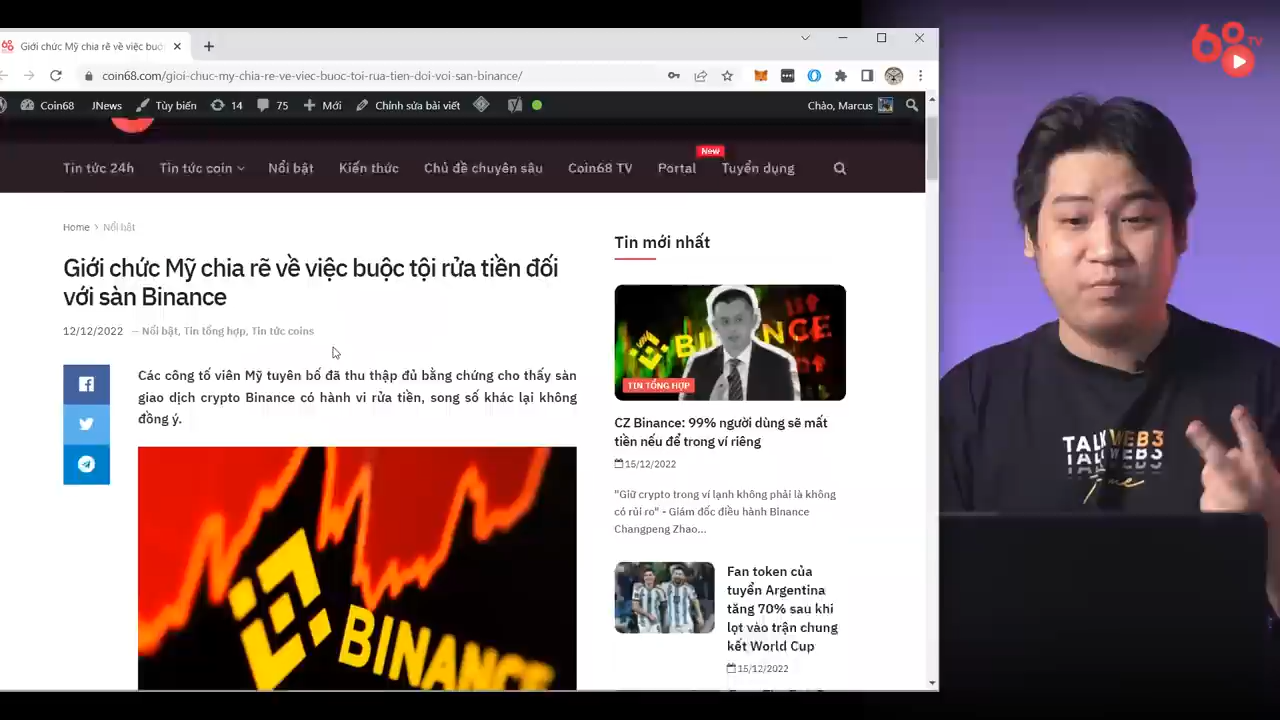 Giới chức Mỹ chia rẽ về việc buộ
coin68.com/gioi-chuc-my-chia-re-ve-viec-buoc-toi-rua-tien-doi-voi-san-binance/
Coin68 JNews Tùy biến 14 75 Mới Chỉnh sửa bài viết Chào, Marcus
New
Tin tức 24h Tin tức coin Nổi bật Kiến thức Chủ đề chuyên sâu Coin68 TV Portal Tuyển dụng
Home > Nổi bật
Giới chức Mỹ chia rẽ về việc buộc tội rửa tiền đối
với sàn Binance
12/12/2022 — Nổi bật, Tin tổng hợp, Tin tức coins
Các công tố viên Mỹ tuyên bố đã thu thập đủ bằng chứng cho thấy sàn
giao dịch crypto Binance có hành vi rửa tiền, song số khác lại không
đồng ý.
BINANCE
Tin mới nhất
BINANCE
TIN TỔNG HỢP
CZ Binance: 99% người dùng sẽ mất
tiền nếu để trong ví riêng
15/12/2022
"Giữ crypto trong ví lạnh không phải là không
có rủi ro" - Giám đốc điều hành Binance
Changpeng Zhao...
Fan token của
tuyển Argentina
tăng 70% sau khi
lọt vào trận chung
kết World Cup
15/12/2022
68 TV
TALK WEB3
TALK WEB3
Time